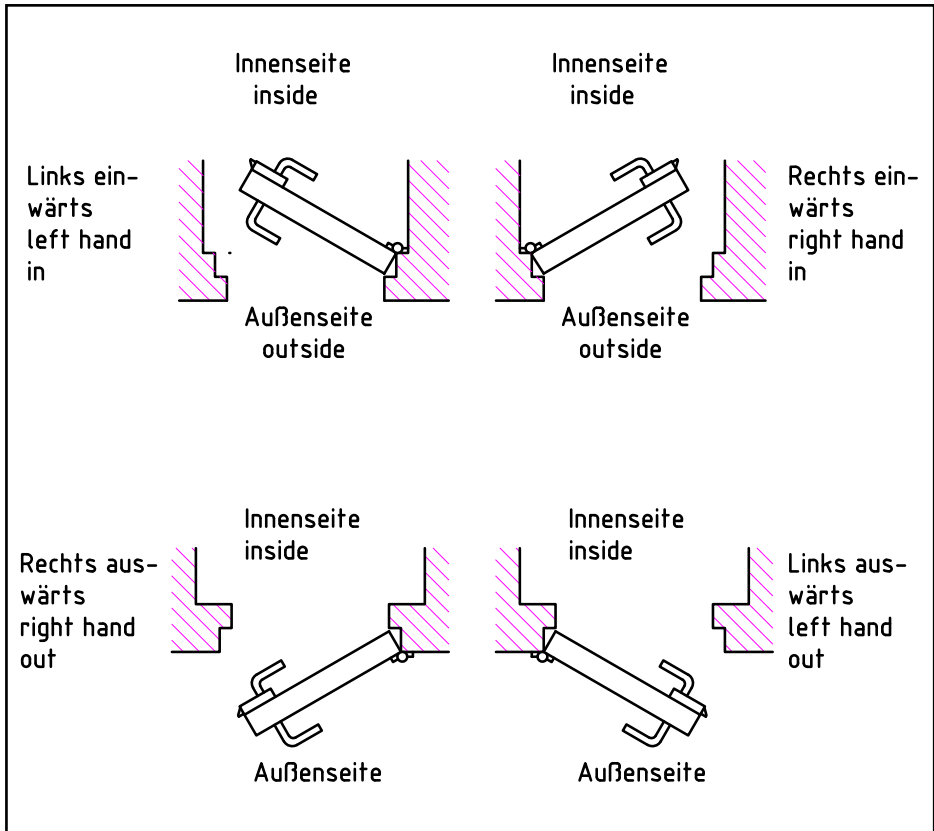 Innenseite
inside
Innenseite
inside
Links ein-
wärts
left hand
in
Rechts ein-
wärts
right hand
in
Außenseite
outside
Außenseite
outside
Innenseite
inside
Innenseite
inside
Rechts aus-
wärts
right hand
out
Links aus-
wärts
left hand
out
Außenseite
Außenseite